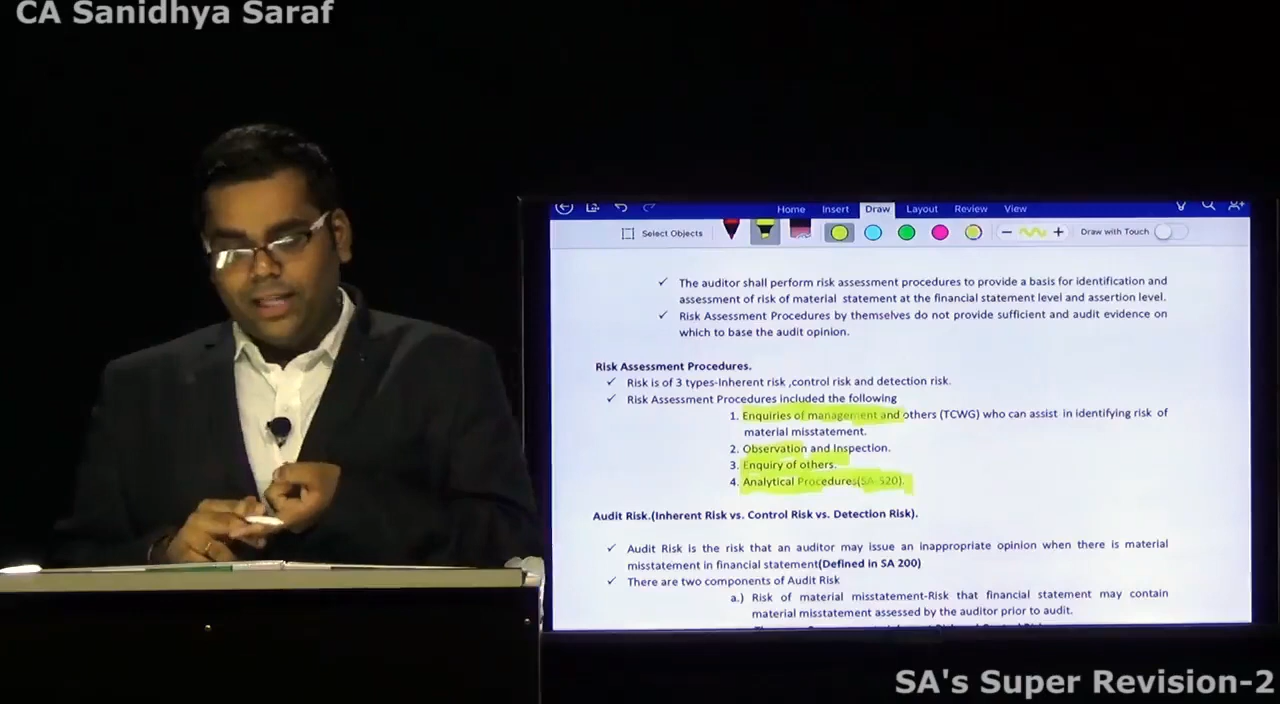 CA Sanidhya Saraf
Home Insert Draw Layout Review View
Select Objects
Draw with Touch
✓ The auditor shall perform risk assessment procedures to provide a basis for identification and
assessment of risk of material statement at the financial statement level and assertion level.
✓ Risk Assessment Procedures by themselves do not provide sufficient and audit evidence on
which to base the audit opinion.
Risk Assessment Procedures.
✓ Risk is of 3 types-Inherent risk ,control risk and detection risk.
✓ Risk Assessment Procedures included the following
1. Enquiries of management and others (TCWG) who can assist in identifying risk of
material misstatement.
2. Observation and Inspection.
3. Enquiry of others.
4. Analytical Procedures(SA-520).
Audit Risk.(Inherent Risk vs. Control Risk vs. Detection Risk).
✓ Audit Risk is the risk that an auditor may issue an inappropriate opinion when there is material
misstatement in financial statement(Defined in SA 200)
✓ There are two components of Audit Risk
a.) Risk of material misstatement-Risk that financial statement may contain
material misstatement assessed by the auditor prior to audit.
SA's Super Revision-2